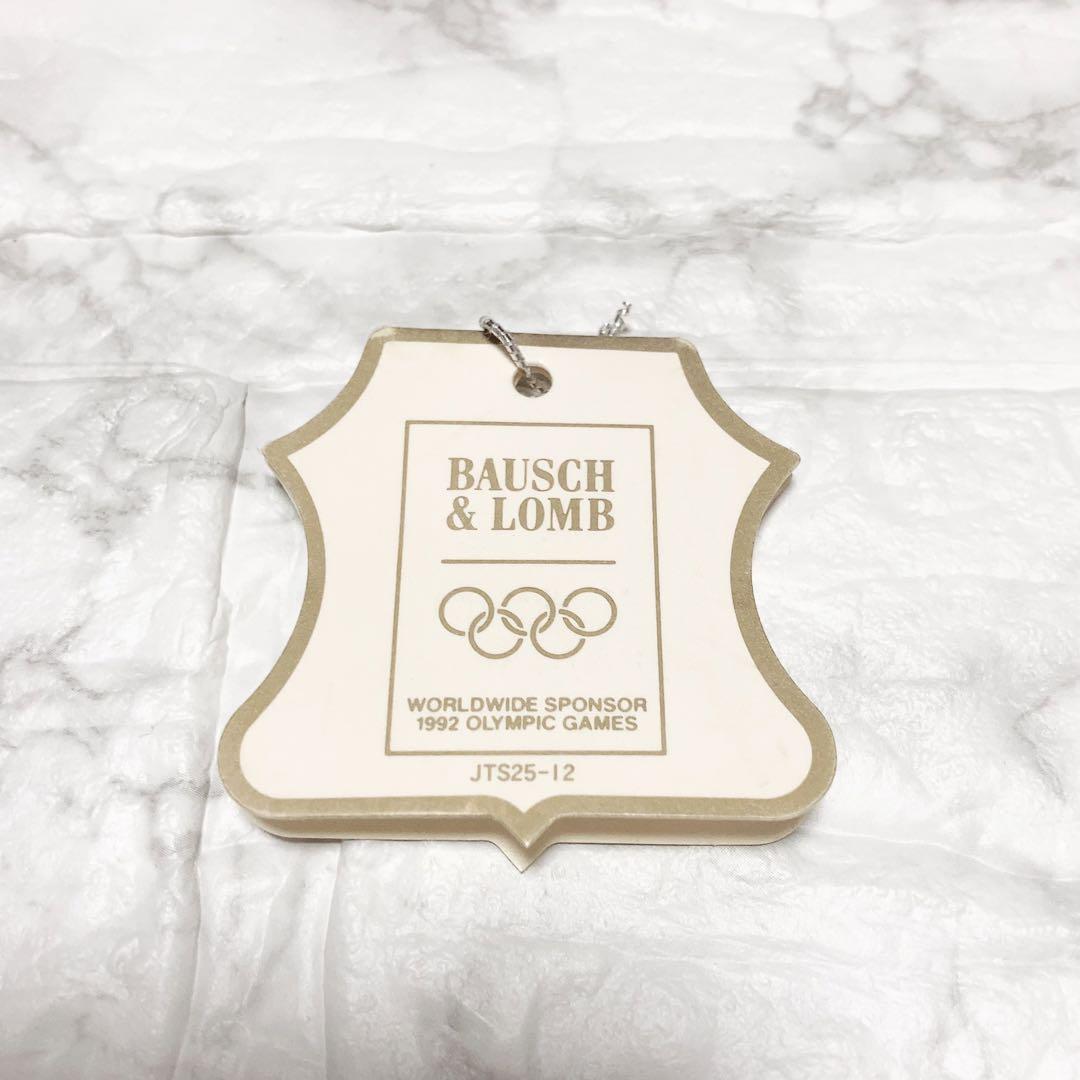 BAUSCH
& LOMB
WORLDWIDE SPONSOR
1992 OLYMPIC GAMES
JTS25-12